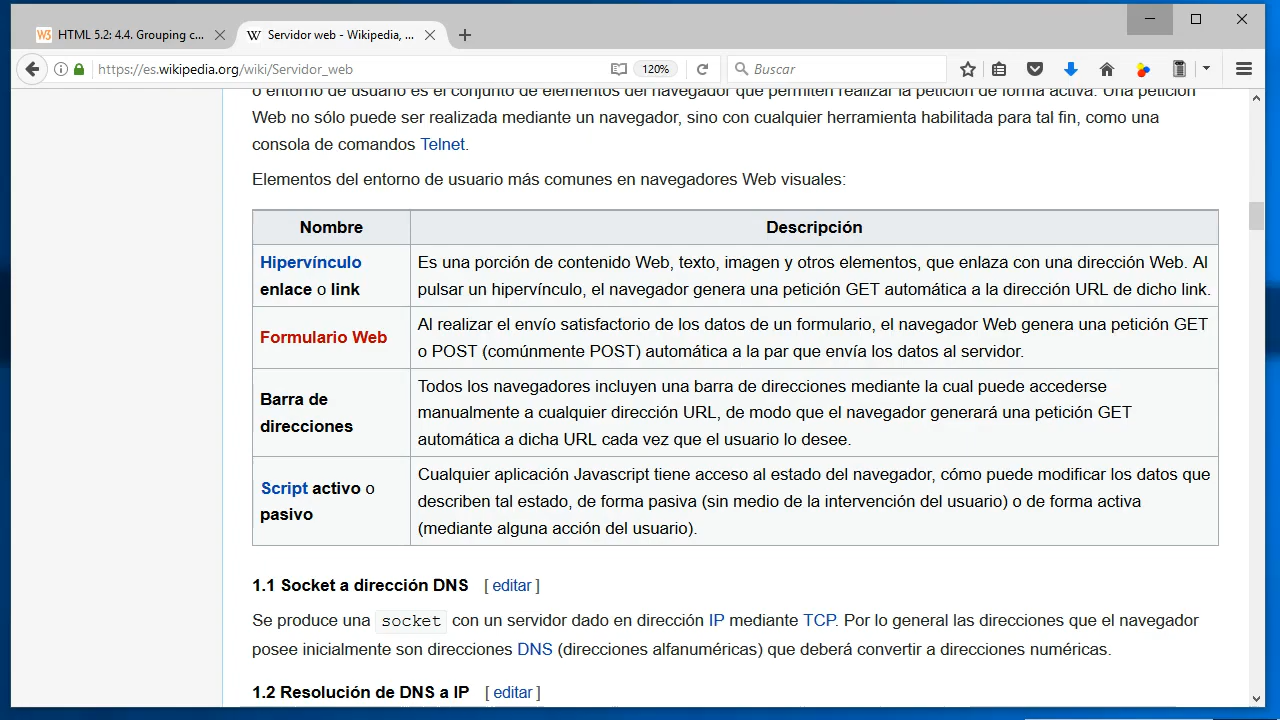 HTML 5.2: 4.4. Grouping c...
Servidor web - Wikipedia, ...
https://es.wikipedia.org/wiki/Servidor_web
120%
Buscar
o entorno de usuario es el conjunto de elementos del navegador que permiten realizar la petición de forma activa. Una petición
Web no sólo puede ser realizada mediante un navegador, sino con cualquier herramienta habilitada para tal fin, como una
consola de comandos Telnet.
Elementos del entorno de usuario más comunes en navegadores Web visuales:
Nombre
Descripción
Hipervínculo
enlace o link
Es una porción de contenido Web, texto, imagen y otros elementos, que enlaza con una dirección Web. Al
pulsar un hipervínculo, el navegador genera una petición GET automática a la dirección URL de dicho link.
Formulario Web
Al realizar el envío satisfactorio de los datos de un formulario, el navegador Web genera una petición GET
o POST (comúnmente POST) automática a la par que envía los datos al servidor.
Barra de
direcciones
Todos los navegadores incluyen una barra de direcciones mediante la cual puede accederse
manualmente a cualquier dirección URL, de modo que el navegador generará una petición GET
automática a dicha URL cada vez que el usuario lo desee.
Script activo o
pasivo
Cualquier aplicación Javascript tiene acceso al estado del navegador, cómo puede modificar los datos que
describen tal estado, de forma pasiva (sin medio de la intervención del usuario) o de forma activa
(mediante alguna acción del usuario).
1.1 Socket a dirección DNS [ editar ]
Se produce una socket con un servidor dado en dirección IP mediante TCP. Por lo general las direcciones que el navegador
posee inicialmente son direcciones DNS (direcciones alfanuméricas) que deberá convertir a direcciones numéricas.
1.2 Resolución de DNS a IP [ editar ]